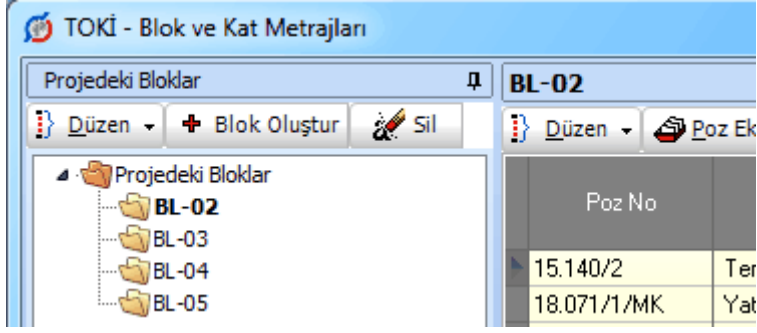 TOKİ - Blok ve Kat Metrajları
Projedeki Bloklar
Düzen
Blok Oluştur
Sil
Projedeki Bloklar
BL-02
BL-03
BL-04
BL-05
BL-02
Düzen
Poz Ek
Poz No
15.140/2
Ter
18.071/1/MK
Yat